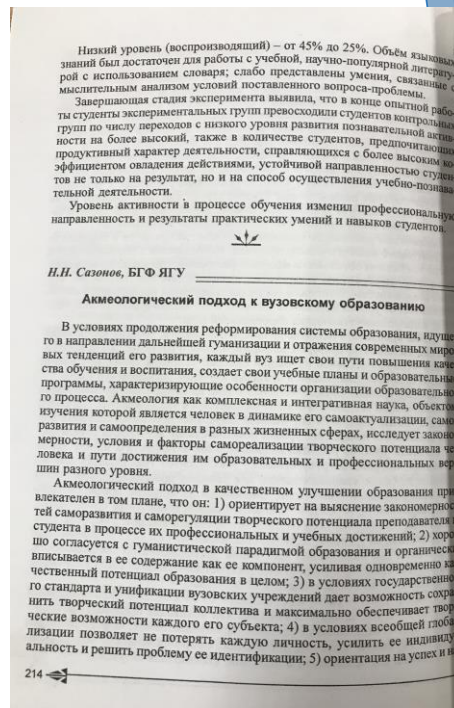 Низкий уровень (воспроизводящий) – от 45% до 25%. Объём языковых
знаний был достаточен для работы с учебной, научно-популярной литерату-
рой с использованием словаря; слабо представлены умения, связанные с
мыслительным анализом условий поставленного вопроса-проблемы.
Завершающая стадия эксперимента выявила, что в конце опытной рабо-
ты студенты экспериментальных групп превосходили студентов контрольных
групп по числу переходов с низкого уровня развития познавательной актив-
ности на более высокий, также в количестве студентов, предпочитающих
продуктивный характер деятельности, справляющихся с более высоким ко-
эффициентом овладения действиями, устойчивой направленностью студен-
тов не только на результат, но и на способ осуществления учебно-познава-
тельной деятельности.
Уровень активности в процессе обучения изменил профессиональную
направленность и результаты практических умений и навыков студентов.
Н.Н. Сазонов, БГФ ЯГУ
Акмеологический подход к вузовскому образованию
В условиях продолжения реформирования системы образования, идуще-
го в направлении дальнейшей гуманизации и отражения современных миро-
вых тенденций его развития, каждый вуз ищет свои пути повышения каче-
ства обучения и воспитания, создает свои учебные планы и образовательные
программы, характеризирующие особенности организации образовательно-
го процесса. Акмеология как комплексная и интегративная наука, объектом
изучения которой является человек в динамике его самоактуализации, само-
развития и самоопределения в разных жизненных сферах, исследует законо-
мерности, условия и факторы самореализации творческого потенциала че-
ловека и пути достижения им образовательных и профессиональных вер-
шин разного уровня.
Акмеологический подход в качественном улучшении образования при-
влекателен в том плане, что он: 1) ориентирует на выяснение закономернос-
тей саморазвития и саморегуляции творческого потенциала преподавателя и
студента в процессе их профессиональных и учебных достижений; 2) хоро-
шо согласуется с гуманистической парадигмой образования и органически
вписывается в ее содержание как ее компонент, усиливая одновременно ка-
чественный потенциал образования в целом; 3) в условиях государственно-
го стандарта и унификации вузовских учреждений дает возможность сохра-
нить творческий потенциал коллектива и максимально обеспечивает твор-
ческие возможности каждого его субъекта; 4) в условиях всеобщей глоба-
лизации позволяет не потерять каждую личность, усилить ее индивиду-
альность и решить проблему ее идентификации; 5) ориентация на успех и на
214